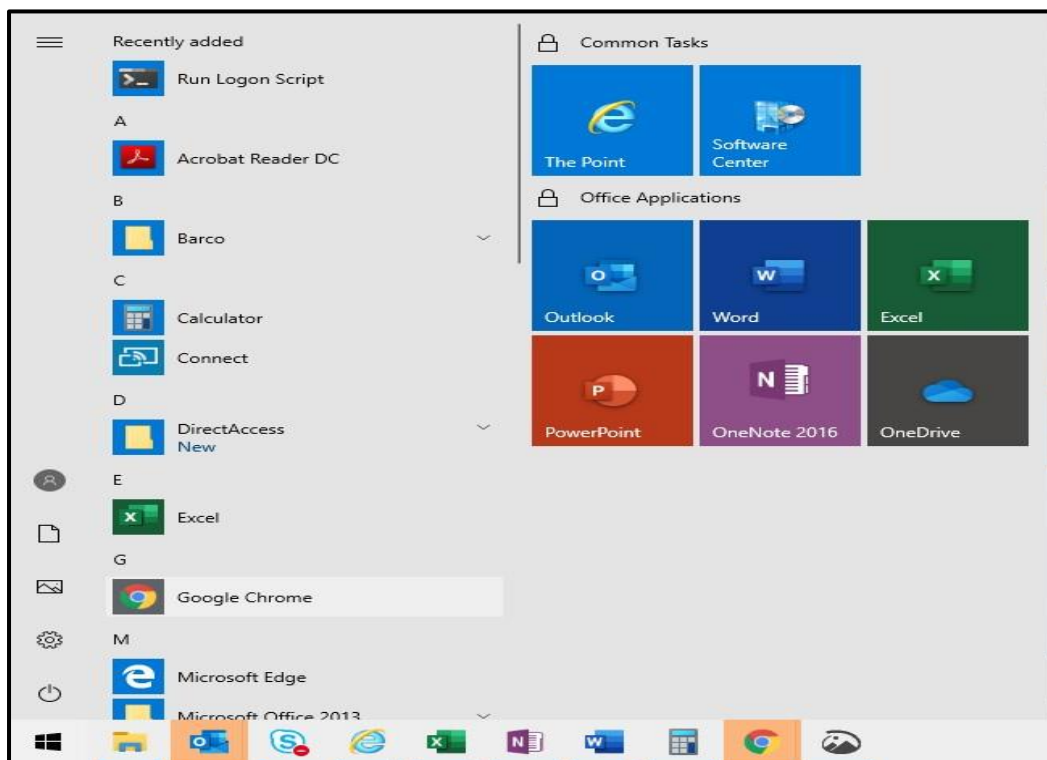 Recently added
Run Logon Script
A
Acrobat Reader DC
B
Barco
C
Calculator
Connect
D
DirectAccess
New
E
Excel
G
Google Chrome
M
Microsoft Edge
Microsoft Office 2013
Common Tasks
The Point
Software
Center
Office Applications
Outlook
Word
Excel
PowerPoint
OneNote 2016
OneDrive